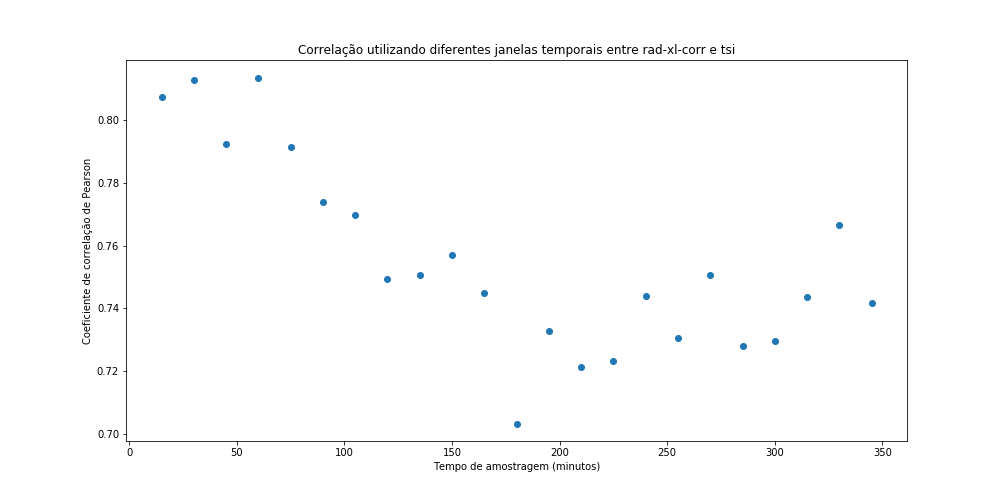 Correlação utilizando diferentes janelas temporais entre rad-xl-corr e tsi
Coeficiente de correlação de Pearson
0.80
0.78
0.76
0.74
0.72
0.70
0 50 100 150 200 250 300 350
Tempo de amostragem (minutos)